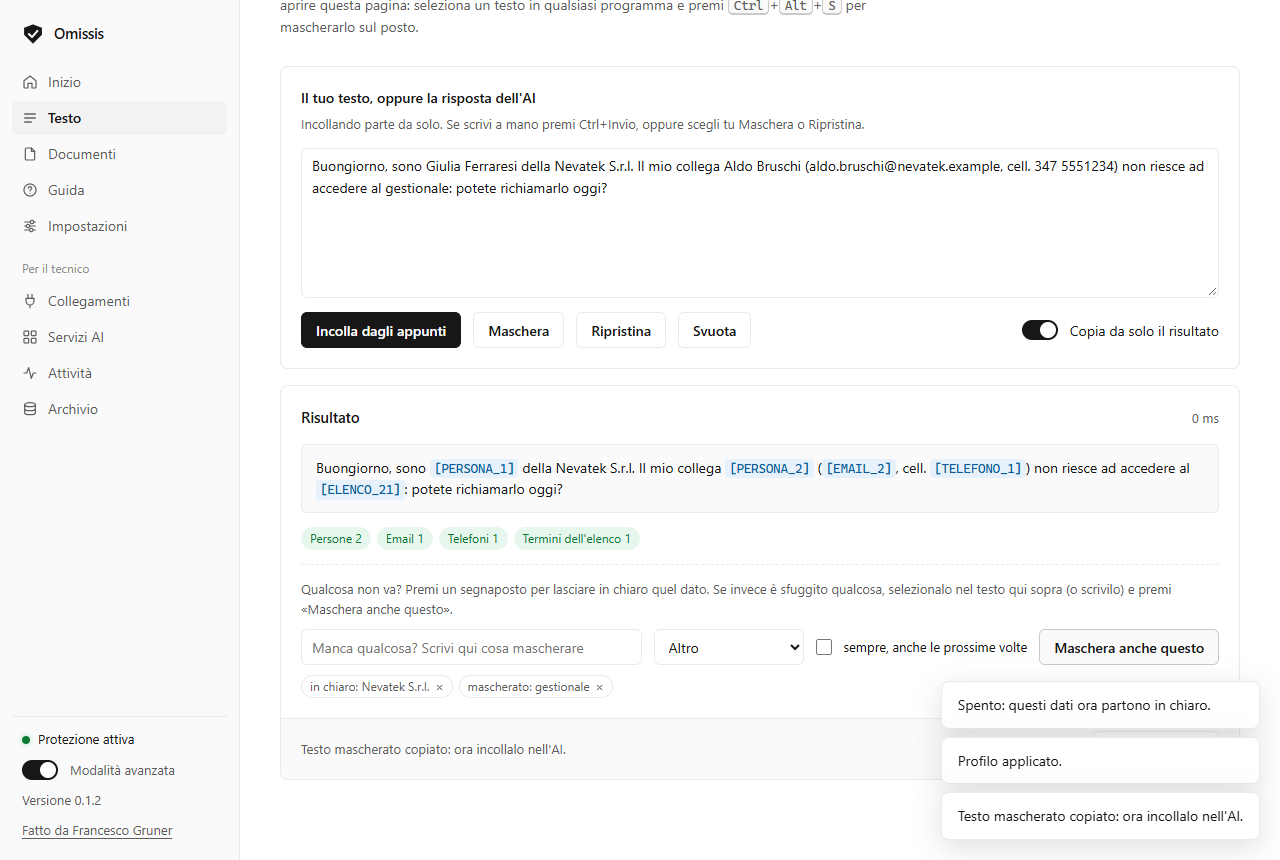 Omissis
Inizio
Testo
Documenti
Guida
Impostazioni
Per il tecnico
Collegamenti
Servizi AI
Attività
Archivio
Protezione attiva
Modalità avanzata
Versione 0.1.2
Fatto da Francesco Gruner
aprire questa pagina: seleziona un testo in qualsiasi programma e premi Ctrl + Alt + S per
mascherarlo sul posto.
Il tuo testo, oppure la risposta dell'AI
Incollando parte da solo. Se scrivi a mano premi Ctrl+Invio, oppure scegli tu Maschera o Ripristina.
Buongiorno, sono Giulia Ferraresi della Nevatek S.r.l. Il mio collega Aldo Bruschi (aldo.bruschi@nevatek.example, cell. 347 5551234) non riesce ad
accedere al gestionale: potete richiamarlo oggi?
Incolla dagli appunti Maschera Ripristina Svuota Copia da solo il risultato
Risultato 0 ms
Buongiorno, sono [PERSONA_1] della Nevatek S.r.l. Il mio collega [PERSONA_2] ( [EMAIL_2] , cell. [TELEFONO_1] ) non riesce ad accedere al
[ELENCO_21] : potete richiamarlo oggi?
Persone 2 Email 1 Telefoni 1 Termini dell'elenco 1
Qualcosa non va? Premi un segnaposto per lasciare in chiaro quel dato. Se invece è sfuggito qualcosa, selezionalo nel testo qui sopra (o scrivilo) e premi
«Maschera anche questo».
Manca qualcosa? Scrivi qui cosa mascherare Altro sempre, anche le prossime volte Maschera anche questo
in chiaro: Nevatek S.r.l. × mascherato: gestionale ×
Testo mascherato copiato: ora incollalo nell'AI.
Spento: questi dati ora partono in chiaro.
Profilo applicato.
Testo mascherato copiato: ora incollalo nell'AI.